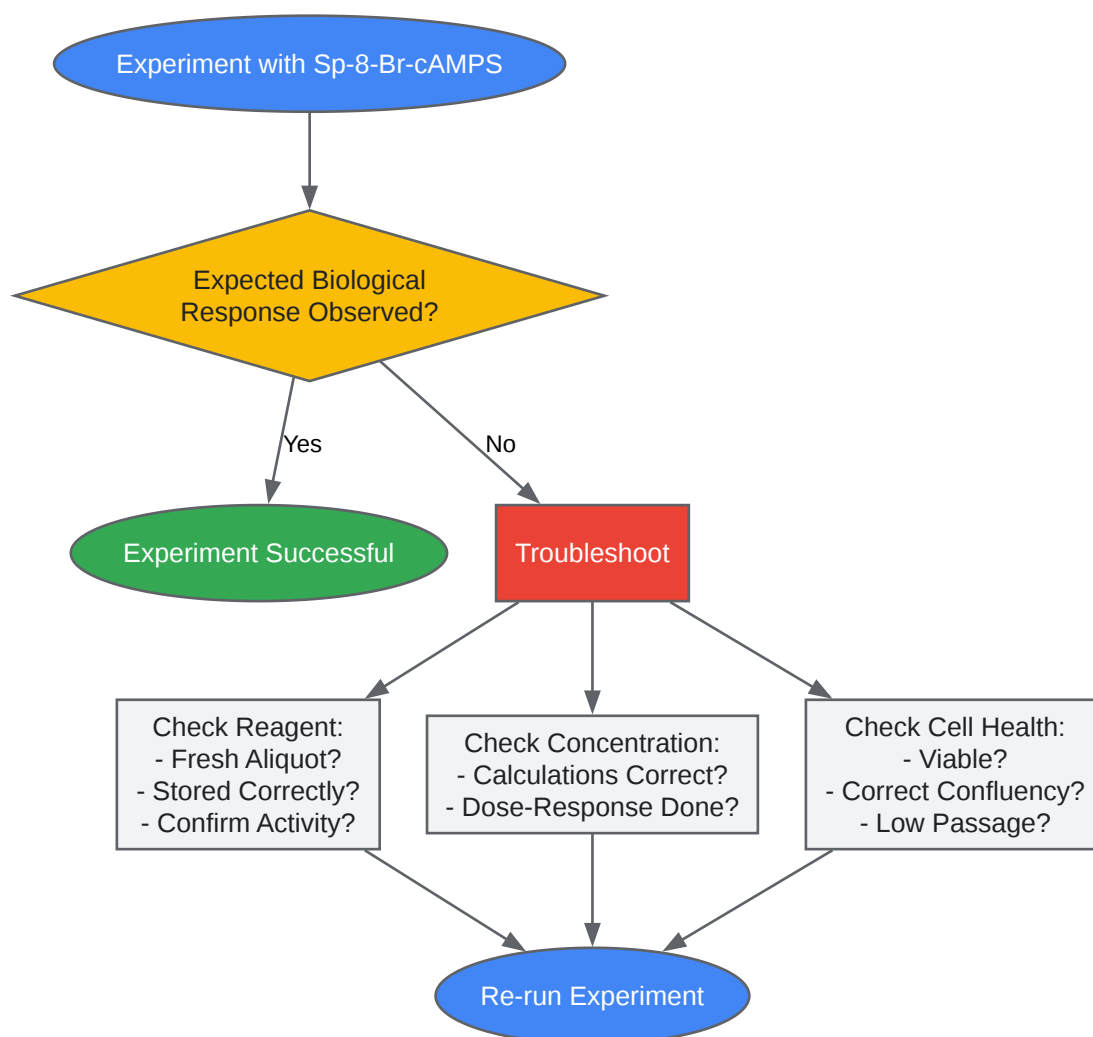 Experiment with Sp-8-Br-cAMPS
Expected Biological
Response Observed?
Yes
No
Experiment Successful
Troubleshoot
Check Reagent:
- Fresh Aliquot?
- Stored Correctly?
- Confirm Activity?
Check Concentration:
- Calculations Correct?
- Dose-Response Done?
Check Cell Health:
- Viable?
- Correct Confluency?
- Low Passage?
Re-run Experiment